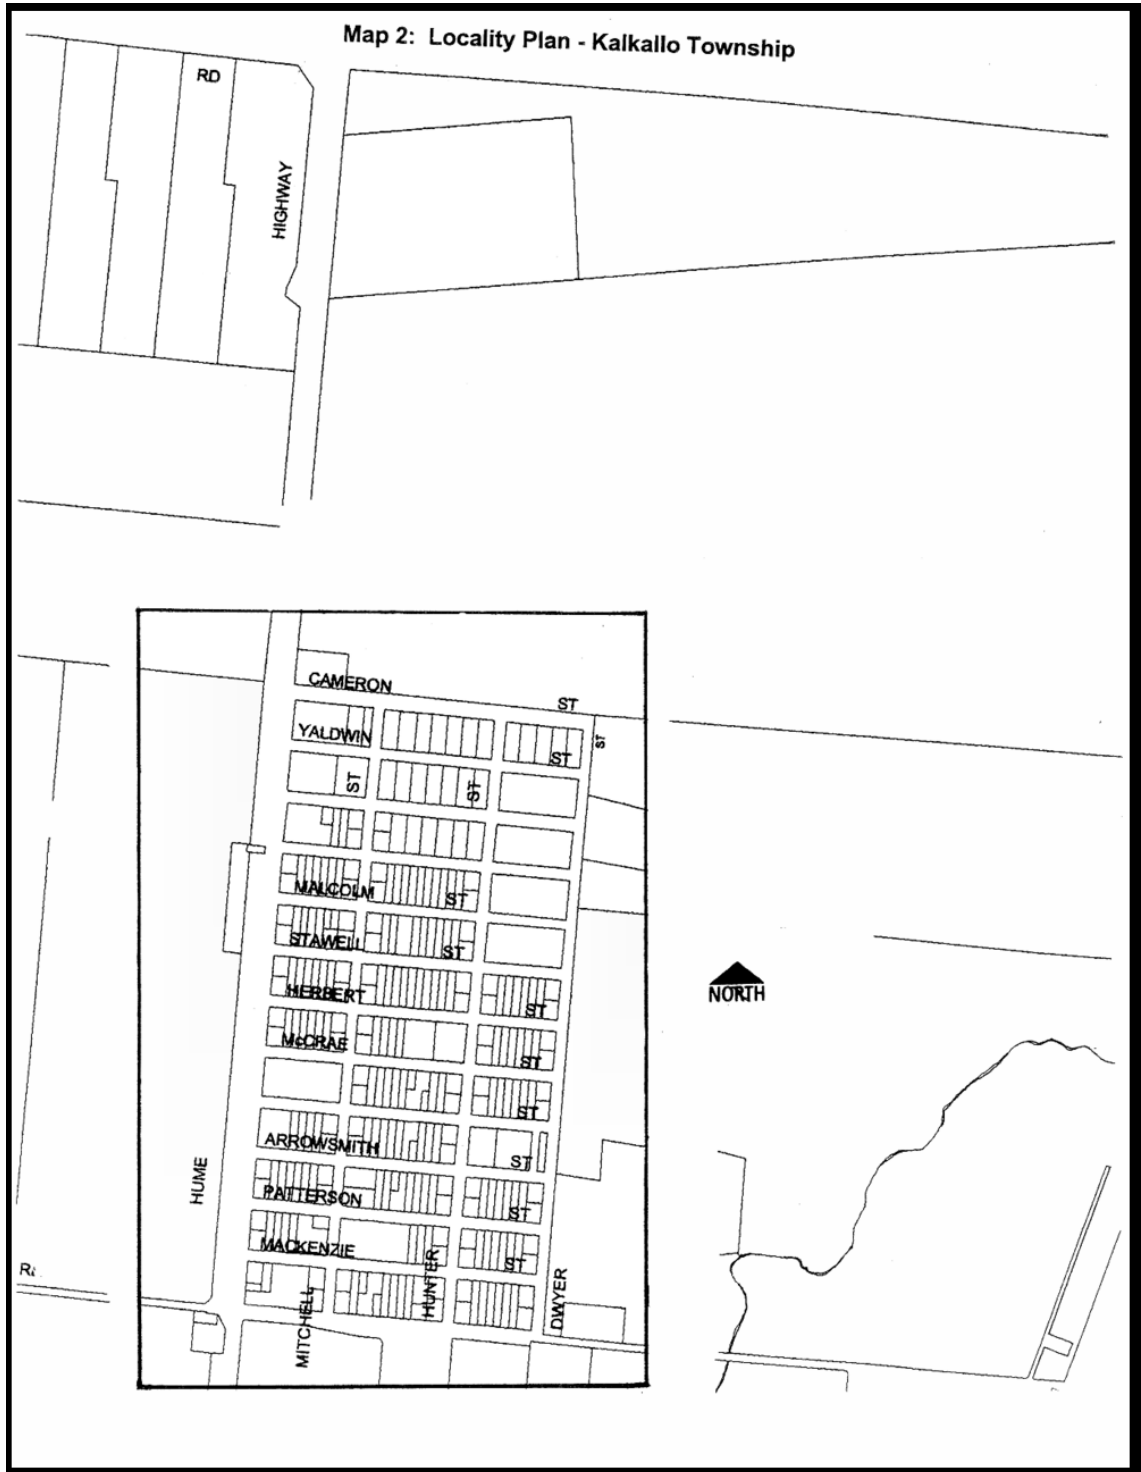 Map 2: Locality Plan - Kalkallo Township
RD
HIGHWAY
CAMERON ST
YALDWIN ST
ST
ST
ST
MALCOLM ST
STAWELL ST
HERBERT ST
McCRAE ST
ST
ARROWSMITH ST
PATTERSON ST
MACKENZIE ST
HUME
MITCHELL
HUNTER
DWYER
NORTH